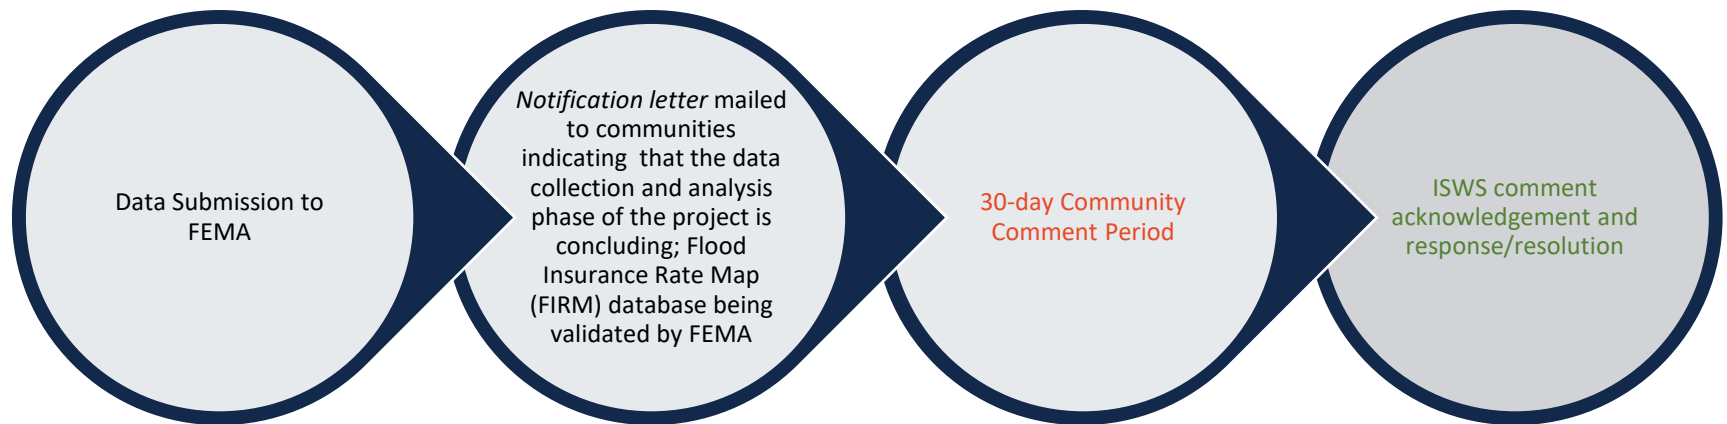 Data Submission to
FEMA
Notification letter mailed
to communities
indicating  that the data
collection and analysis
phase of the project is
concluding; Flood
Insurance Rate Map
(FIRM) database being
validated by FEMA
30-day Community
Comment Period
ISWS comment
acknowledgement and
response/resolution